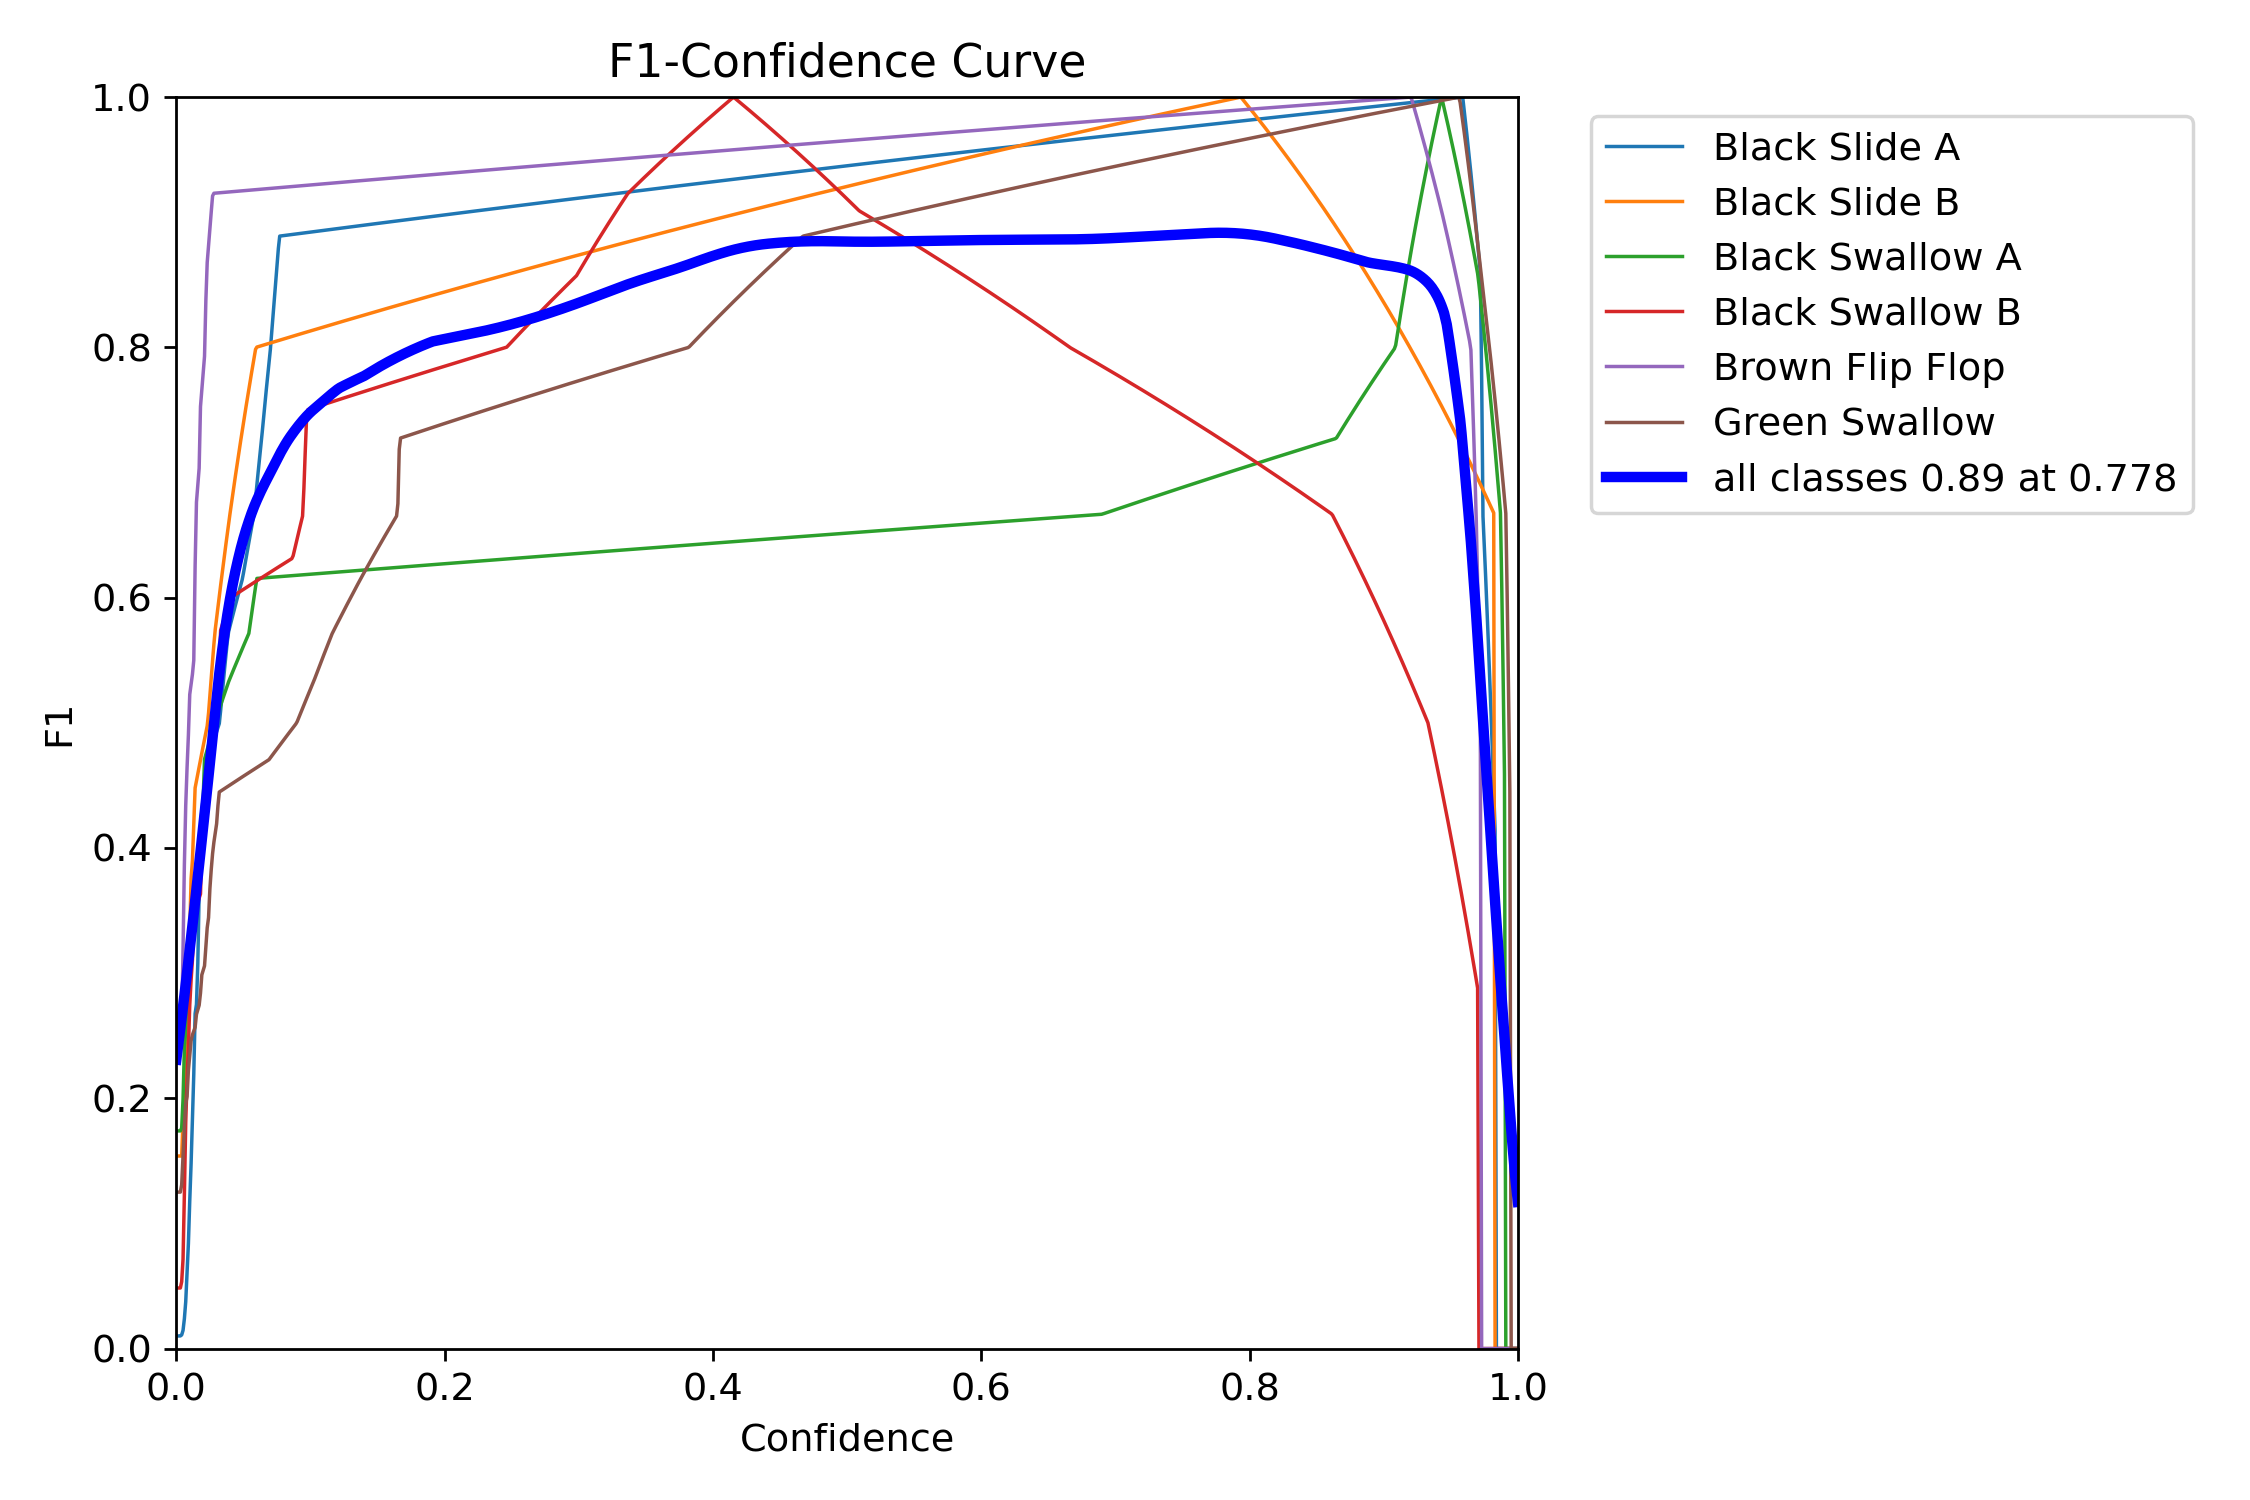 F1-Confidence Curve
1.0
0.8
0.6
0.4
0.2
0.0
F1
0.0 0.2 0.4 0.6 0.8 1.0
Confidence
Black Slide A
Black Slide B
Black Swallow A
Black Swallow B
Brown Flip Flop
Green Swallow
all classes 0.89 at 0.778